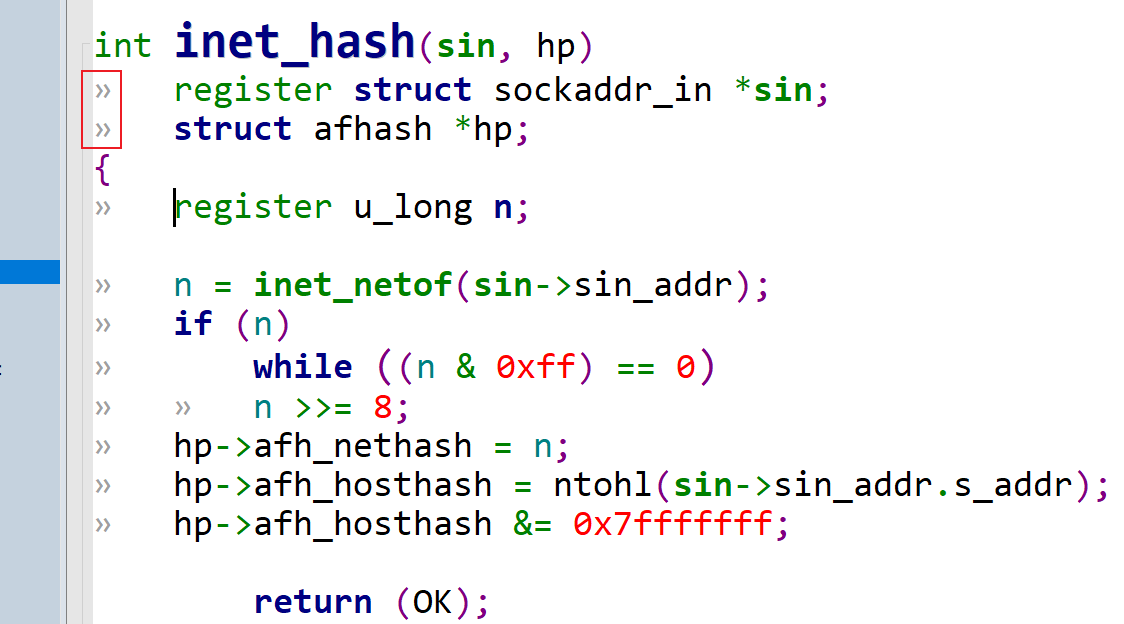 int inet_hash(sin, hp)
»   register struct sockaddr_in *sin;
»   struct afhash *hp;
{
»   register u_long n;

»   n = inet_netof(sin->sin_addr);
»   if (n)
»       while ((n & 0xff) == 0)
»   »   n >>= 8;
»   hp->afh_nethash = n;
»   hp->afh_hosthash = ntohl(sin->sin_addr.s_addr);
»   hp->afh_hosthash &= 0x7fffffff;

        return (OK);